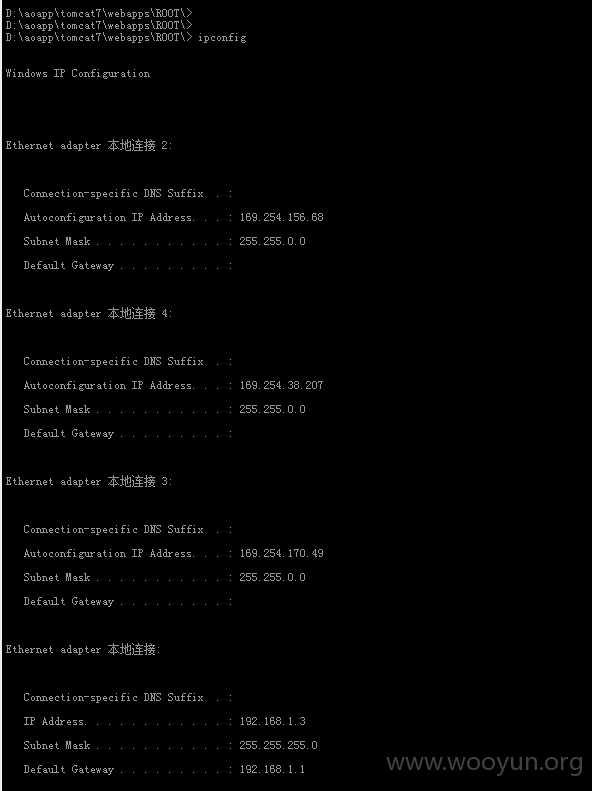 D:\aoapp\tomcat7\webapps\ROOT\>
D:\aoapp\tomcat7\webapps\ROOT\>
D:\aoapp\tomcat7\webapps\ROOT\> ipconfig
Windows IP Configuration
Ethernet adapter 本地连接 2:
Connection-specific DNS Suffix . :
Autoconfiguration IP Address. . . : 169.254.156.68
Subnet Mask . . . . . . . . . . . : 255.255.0.0
Default Gateway . . . . . . . . . :
Ethernet adapter 本地连接 4:
Connection-specific DNS Suffix . :
Autoconfiguration IP Address. . . : 169.254.38.207
Subnet Mask . . . . . . . . . . . : 255.255.0.0
Default Gateway . . . . . . . . . :
Ethernet adapter 本地连接 3:
Connection-specific DNS Suffix . :
Autoconfiguration IP Address. . . : 169.254.170.49
Subnet Mask . . . . . . . . . . . : 255.255.0.0
Default Gateway . . . . . . . . . :
Ethernet adapter 本地连接:
Connection-specific DNS Suffix . :
IP Address. . . . . . . . . . . . : 192.168.1.3
Subnet Mask . . . . . . . . . . . : 255.255.255.0
Default Gateway . . . . . . . . . : 192.168.1.1
www.wooyun.org